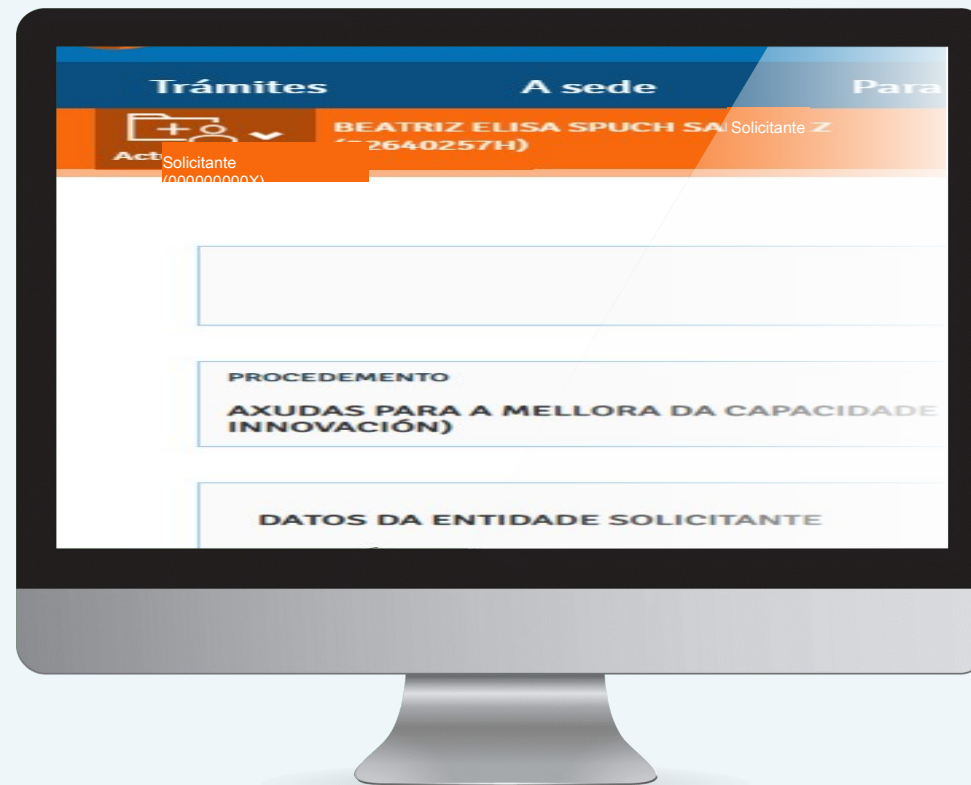 Trámites A sede Para
BEATRIZ ELISA SPUCH Solicitante
Solicitante
(000000000X)
PROCEDEMENTO
AXUDAS PARA A MELLORA DA CAPACIDADE
INNOVACIÓN)
DATOS DA ENTIDADE SOLICITANTE